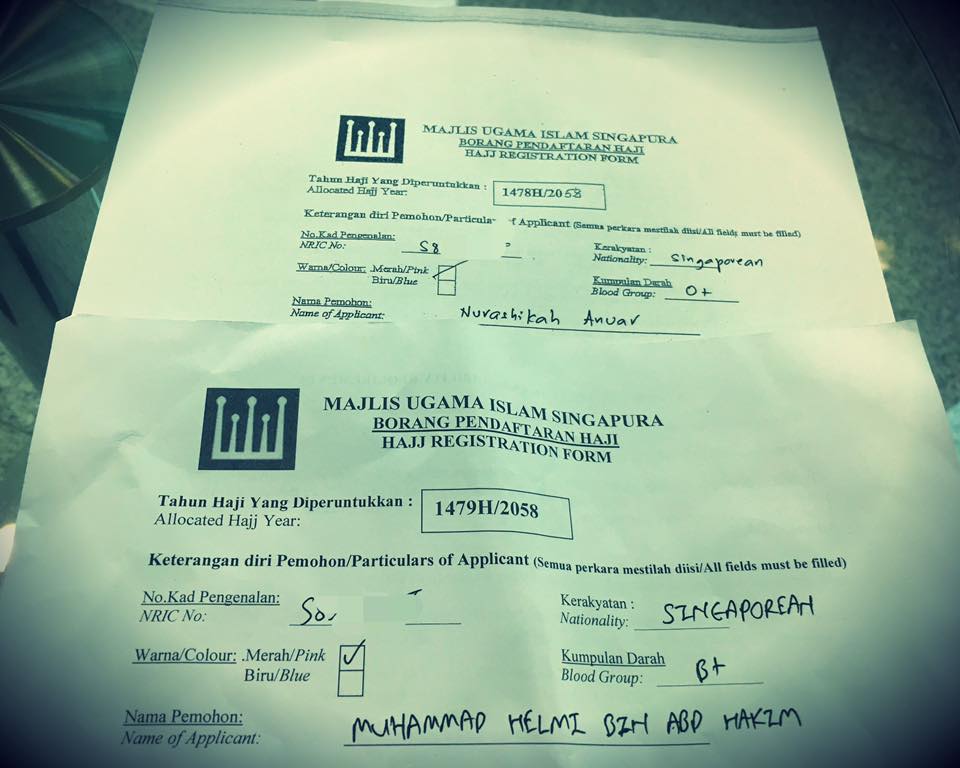 MAJLIS UGAMA ISLAM SINGAPURA
BORANG PENDAFTARAN HAJI
HAJJ REGISTRATION FORM
Tahun Haji Yang Diperuntukkan :
Allocated Hajj Year:
1478H/2058
Keterangan diri Pemohon/Particula of Applicant (Semua perkara mestilah diisi/All fields must be filled)
No.Kad Pengenalan:
NRIC No: S8
Kerakyatan :
Nationality: Singaporean
Warna/Colour: .Merah/Pink
Biru/Blue
Kumpulan Darah
Blood Group: O+
Nama Pemohon:
Name of Applicant: Nurashikah Anuar
MAJLIS UGAMA ISLAM SINGAPURA
BORANG PENDAFTARAN HAJI
HAJJ REGISTRATION FORM
Tahun Haji Yang Diperuntukkan :
Allocated Hajj Year:
1479H/2058
Keterangan diri Pemohon/Particulars of Applicant (Semua perkara mestilah diisi/All fields must be filled)
No.Kad Pengenalan:
NRIC No:
Kerakyatan :
Nationality: SINGAPOREAN
Warna/Colour: .Merah/Pink
Biru/Blue
Kumpulan Darah
Blood Group: B+
Nama Pemohon:
Name of Applicant: MUHAMMAD HELMI BIN ABD HAKIM